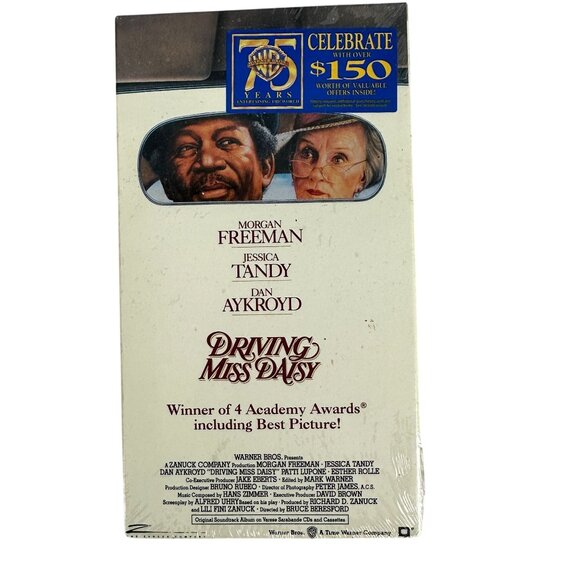 75
WARNER BROS
YEARS
ENTERTAINING THE WORLD
CELEBRATE
WITH OVER
$150
WORTH OF VALUABLE
OFFERS INSIDE!
MORGAN
FREEMAN
JESSICA
TANDY
DAN
AYKROYD
DRIVING
MISS DAISY
Winner of 4 Academy Awards®
including Best Picture!
WARNER BROS. Presents
A ZANUCK COMPANY Production MORGAN FREEMAN · JESSICA TANDY
DAN AYKROYD "DRIVING MISS DAISY" PATTI LUPONE · ESTHER ROLLE
Co-Executive Producer JAKE EBERTS · Edited by MARK WARNER
Production Designer BRUNO RUBEO · Director of Photography PETER JAMES, A.C.S.
Music Composed by HANS ZIMMER · Executive Producer DAVID BROWN
Screenplay by ALFRED UHRY Based on his play · Produced by RICHARD D. ZANUCK
and LILI FINI ZANUCK · Directed by BRUCE BERESFORD
Original Soundtrack Album on Varese Sarabande CDs and Cassettes
Warner Bros. A Time Warner Company